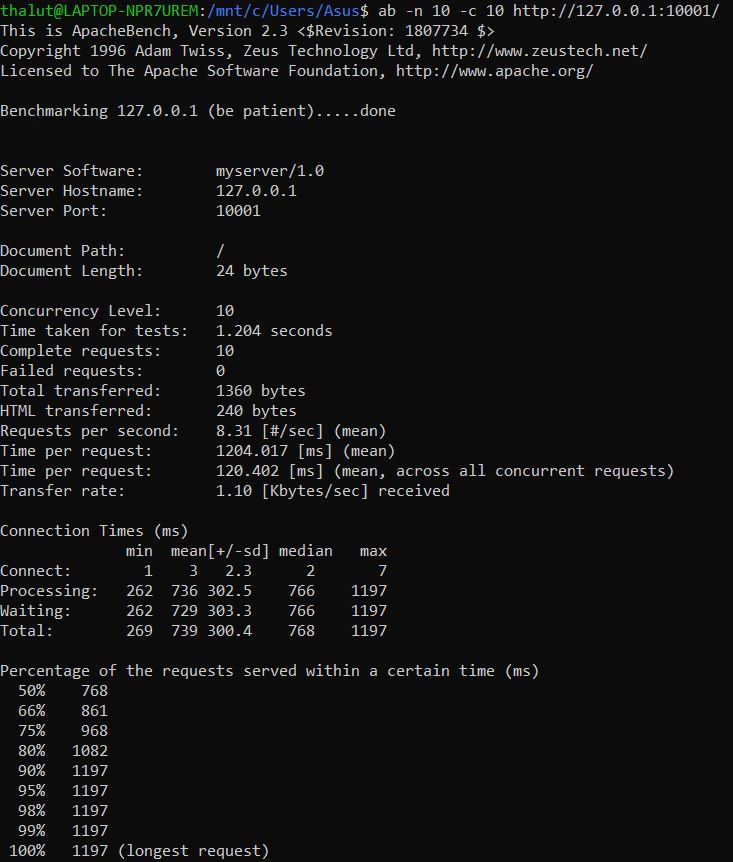 thalut@LAPTOP-NPR7UREM:/mnt/c/Users/Asus$ ab -n 10 -c 10 http://127.0.0.1:10001/
This is ApacheBench, Version 2.3 <$Revision: 1807734 $>
Copyright 1996 Adam Twiss, Zeus Technology Ltd, http://www.zeustech.net/
Licensed to The Apache Software Foundation, http://www.apache.org/

Benchmarking 127.0.0.1 (be patient).....done


Server Software:        myserver/1.0
Server Hostname:        127.0.0.1
Server Port:            10001

Document Path:          /
Document Length:        24 bytes

Concurrency Level:      10
Time taken for tests:   1.204 seconds
Complete requests:      10
Failed requests:        0
Total transferred:      1360 bytes
HTML transferred:       240 bytes
Requests per second:    8.31 [#/sec] (mean)
Time per request:       1204.017 [ms] (mean)
Time per request:       120.402 [ms] (mean, across all concurrent requests)
Transfer rate:          1.10 [Kbytes/sec] received

Connection Times (ms)
              min  mean[+/-sd] median   max
Connect:        1    3   2.3      2       7
Processing:   262  736 302.5    766    1197
Waiting:      262  729 303.3    766    1197
Total:        269  739 300.4    768    1197

Percentage of the requests served within a certain time (ms)
  50%    768
  66%    861
  75%    968
  80%   1082
  90%   1197
  95%   1197
  98%   1197
  99%   1197
 100%   1197 (longest request)